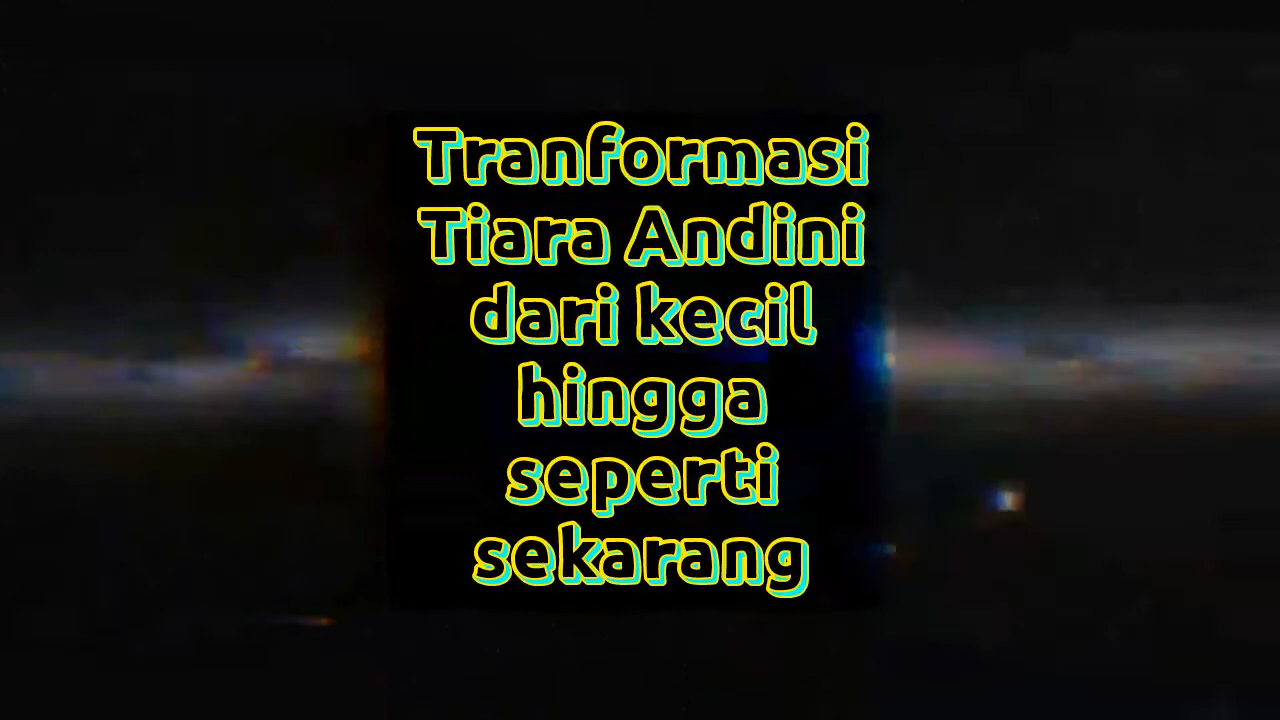 Tranformasi
Tiara Andini
dari kecil
hingga
seperti
sekarang